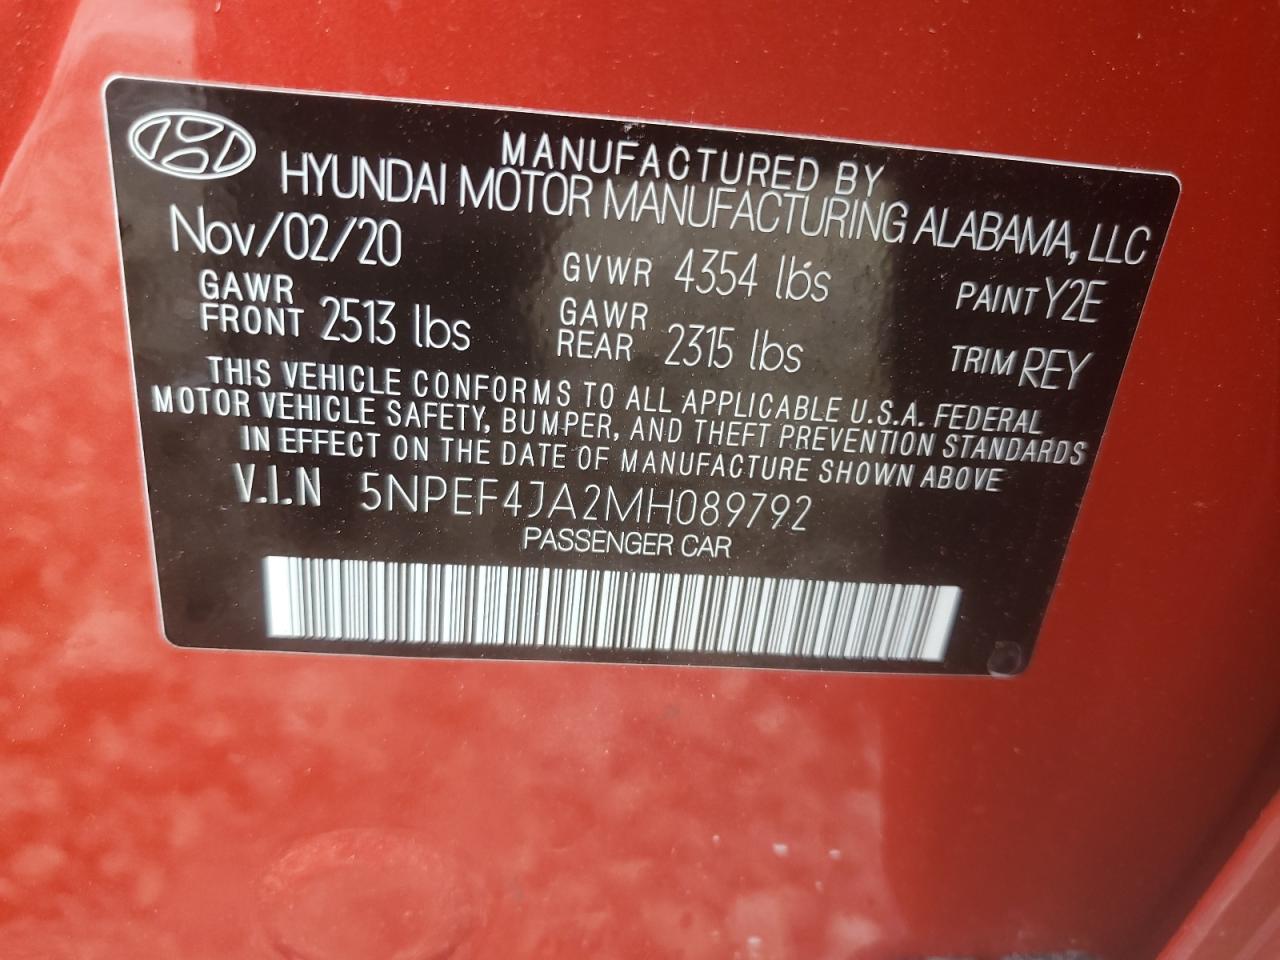 MANUFACTURED BY
HYUNDAI MOTOR MANUFACTURING ALABAMA, LLC
Nov/02/20
GVWR 4354 lbs
PAINT Y2E
GAWR FRONT 2513 lbs
GAWR REAR 2315 lbs
TRIM REY
THIS VEHICLE CONFORMS TO ALL APPLICABLE U.S.A. FEDERAL
MOTOR VEHICLE SAFETY, BUMPER, AND THEFT PREVENTION STANDARDS
IN EFFECT ON THE DATE OF MANUFACTURE SHOWN ABOVE
V.I.N 5NPEF4JA2MH089792
PASSENGER CAR